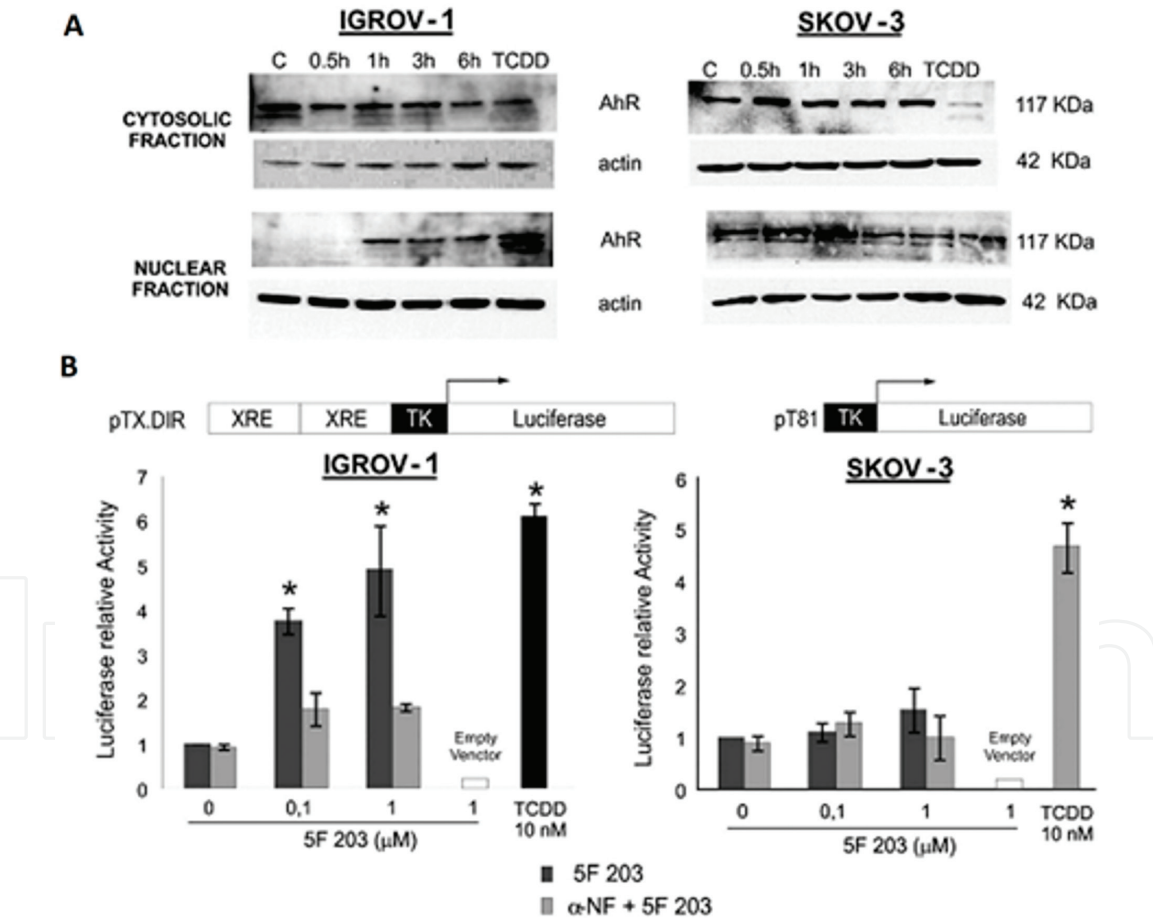 A
IGROV-1
SKOV-3
C 0.5h 1h 3h 6h TCDD
C 0.5h 1h 3h 6h TCDD
CYTOSOLIC
FRACTION
AhR
117 KDa
actin
42 KDa
NUCLEAR
FRACTION
AhR
117 KDa
actin
42 KDa
B
pTX.DIR XRE XRE TK Luciferase
pT81 TK Luciferase
IGROV-1
Luciferase relative Activity
7
6
5
4
3
2
1
0
* * *
Empty
Venctor
0 0,1 1 1 TCDD
10 nM
5F 203 (μM)
SKOV-3
Luciferase relative Activity
6
5
4
3
2
1
0
*
Empty
Venctor
0 0,1 1 1 TCDD
10 nM
5F 203 (μM)
5F 203
α-NF + 5F 203